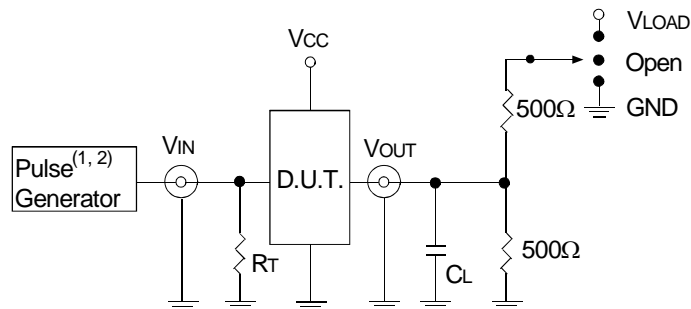 VLOAD
VCC
Open
500Ω
GND
VIN
VOUT
Pulse(1, 2)
Generator
D.U.T.
RT
CL
500Ω